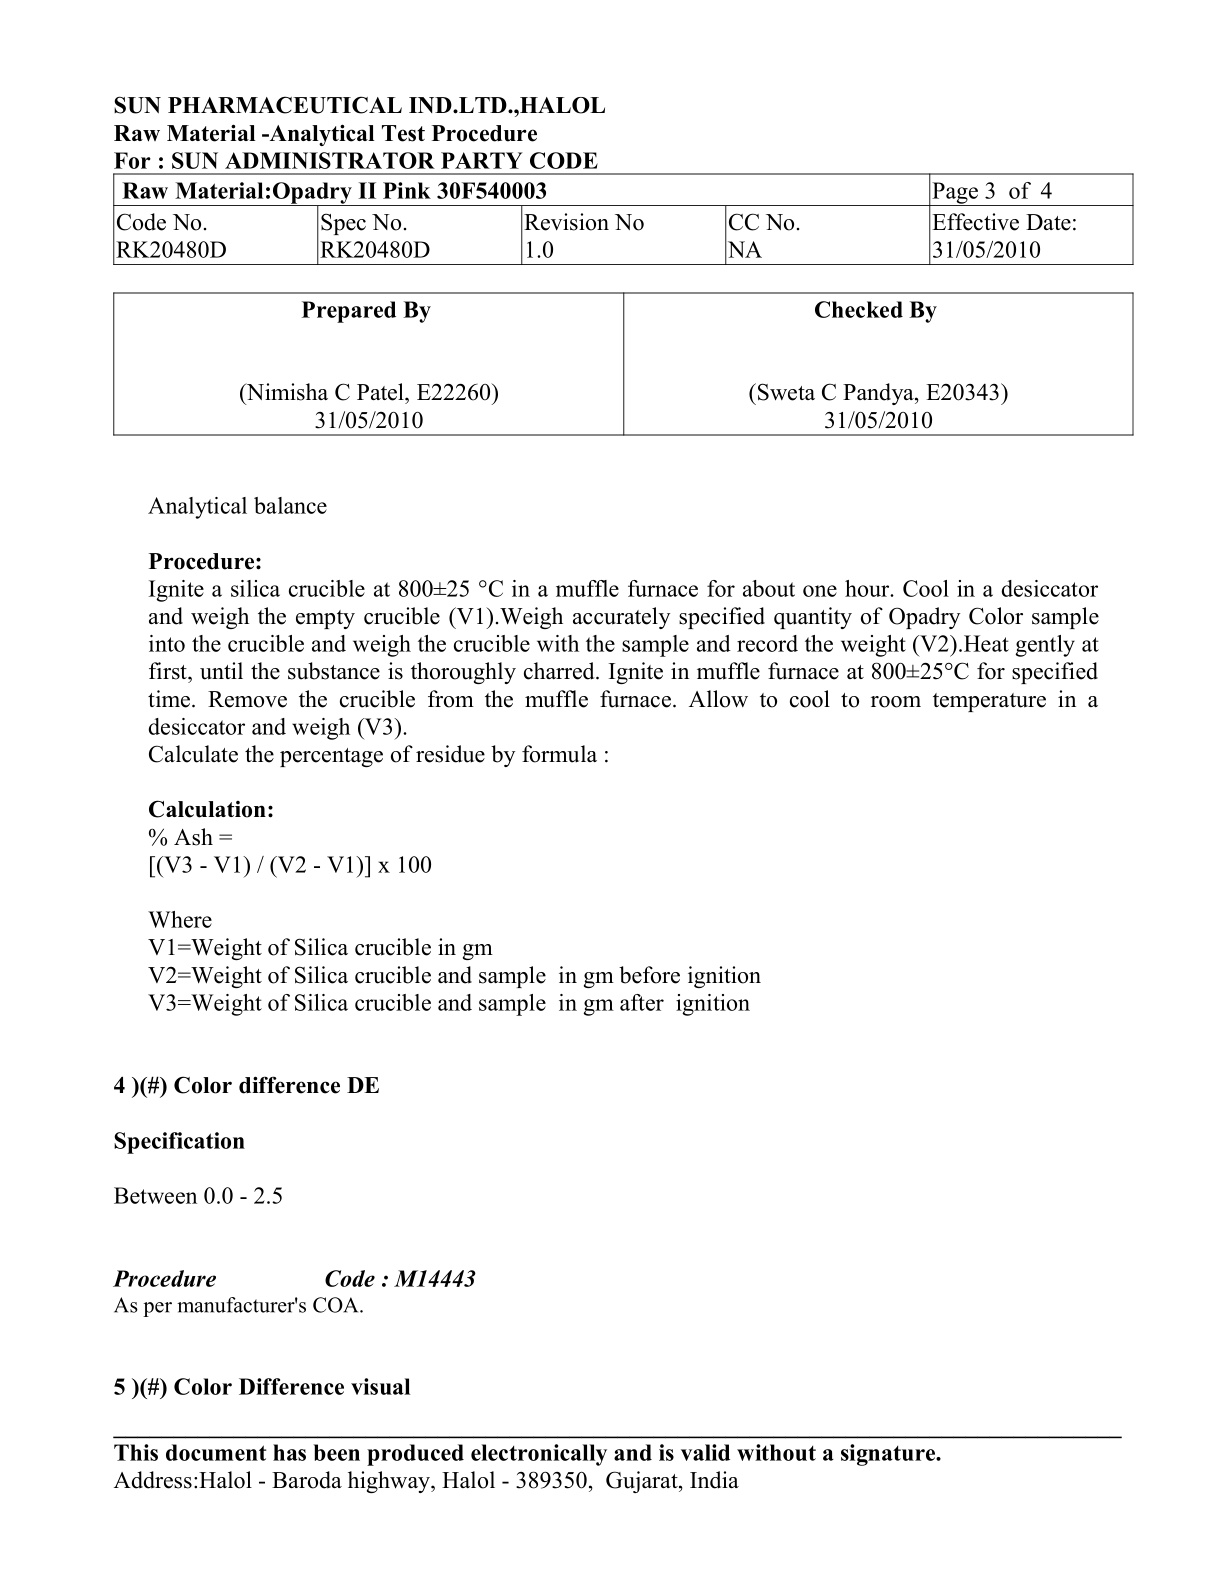 SUN PHARMACEUTICAL IND.LTD.,HALOL
Raw Material -Analytical Test Procedure
For : SUN ADMINISTRATOR PARTY CODE
Raw Material:Opadry II Pink 30F540003 Page 3 of 4
Code No. Spec No. Revision No CC No. Effective Date:
RK20480D RK20480D 1.0 NA 31/05/2010
Prepared By Checked By
(Nimisha C Patel, E22260) (Sweta C Pandya, E20343)
31/05/2010 31/05/2010
Analytical balance
Procedure:
Ignite a silica crucible at 800±25 °C in a muffle furnace for about one hour. Cool in a desiccator
and weigh the empty crucible (V1).Weigh accurately specified quantity of Opadry Color sample
into the crucible and weigh the crucible with the sample and record the weight (V2).Heat gently at
first, until the substance is thoroughly charred. Ignite in muffle furnace at 800±25°C for specified
time. Remove the crucible from the muffle furnace. Allow to cool to room temperature in a
desiccator and weigh (V3).
Calculate the percentage of residue by formula :
Calculation:
% Ash =
[(V3 - V1) / (V2 - V1)] x 100
Where
V1=Weight of Silica crucible in gm
V2=Weight of Silica crucible and sample in gm before ignition
V3=Weight of Silica crucible and sample in gm after ignition
4 )(#) Color difference DE
Specification
Between 0.0 - 2.5
Procedure Code : M14443
As per manufacturer's COA.
5 )(#) Color Difference visual
This document has been produced electronically and is valid without a signature.
Address:Halol - Baroda highway, Halol - 389350, Gujarat, India